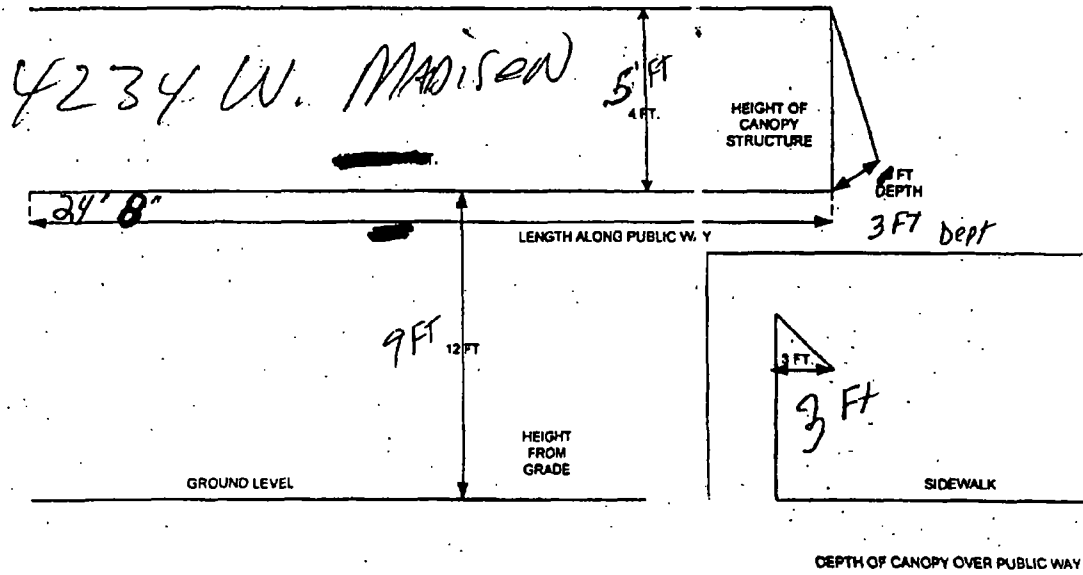 4234 W. MADISON
5' FT
4 FT.
HEIGHT OF
CANOPY
STRUCTURE
FT
DEPTH
3 FT Dept
24' 8"
LENGTH ALONG PUBLIC W Y
9 FT
12 FT
HEIGHT
FROM
GRADE
GROUND LEVEL
3 FT.
3 Ft
SIDEWALK
DEPTH OF CANOPY OVER PUBLIC WAY